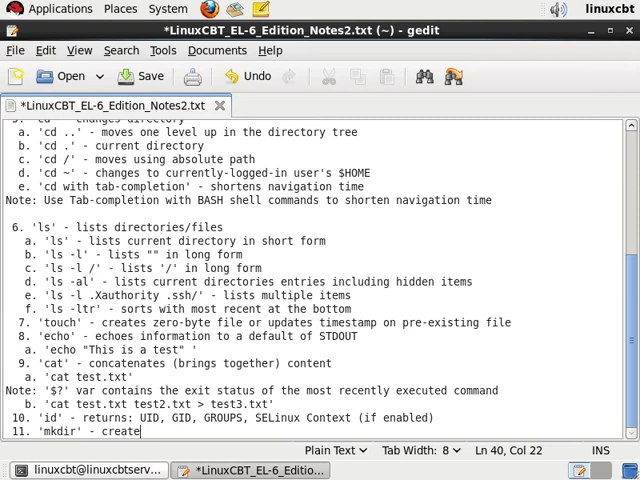 Applications Places System linuxcbt
*LinuxCBT_EL-6_Edition_Notes2.txt (~) - gedit
File Edit View Search Tools Documents Help
Open Save Undo
*LinuxCBT_EL-6_Edition_Notes2.txt
5. 'cd' - changes directory
a. 'cd ..' - moves one level up in the directory tree
b. 'cd .' - current directory
c. 'cd /' - moves using absolute path
d. 'cd ~' - changes to currently-logged-in user's $HOME
e. 'cd with tab-completion' - shortens navigation time
Note: Use Tab-completion with BASH shell commands to shorten navigation time
6. 'ls' - lists directories/files
a. 'ls' - lists current directory in short form
b. 'ls -l' - lists "" in long form
c. 'ls -l /' - lists '/' in long form
d. 'ls -al' - lists current directories entries including hidden items
e. 'ls -l .Xauthority .ssh/' - lists multiple items
f. 'ls -ltr' - sorts with most recent at the bottom
7. 'touch' - creates zero-byte file or updates timestamp on pre-existing file
8. 'echo' - echoes information to a default of STDOUT
a. 'echo "This is a test" '
9. 'cat' - concatenates (brings together) content
a. 'cat test.txt'
Note: '$?' var contains the exit status of the most recently executed command
b. 'cat test.txt test2.txt > test3.txt'
10. 'id' - returns: UID, GID, GROUPS, SELinux Context (if enabled)
11. 'mkdir' - create
Plain Text Tab Width: 8 Ln 40, Col 22 INS
linuxcbt@linuxcbtserv... *LinuxCBT_EL-6_Editio...